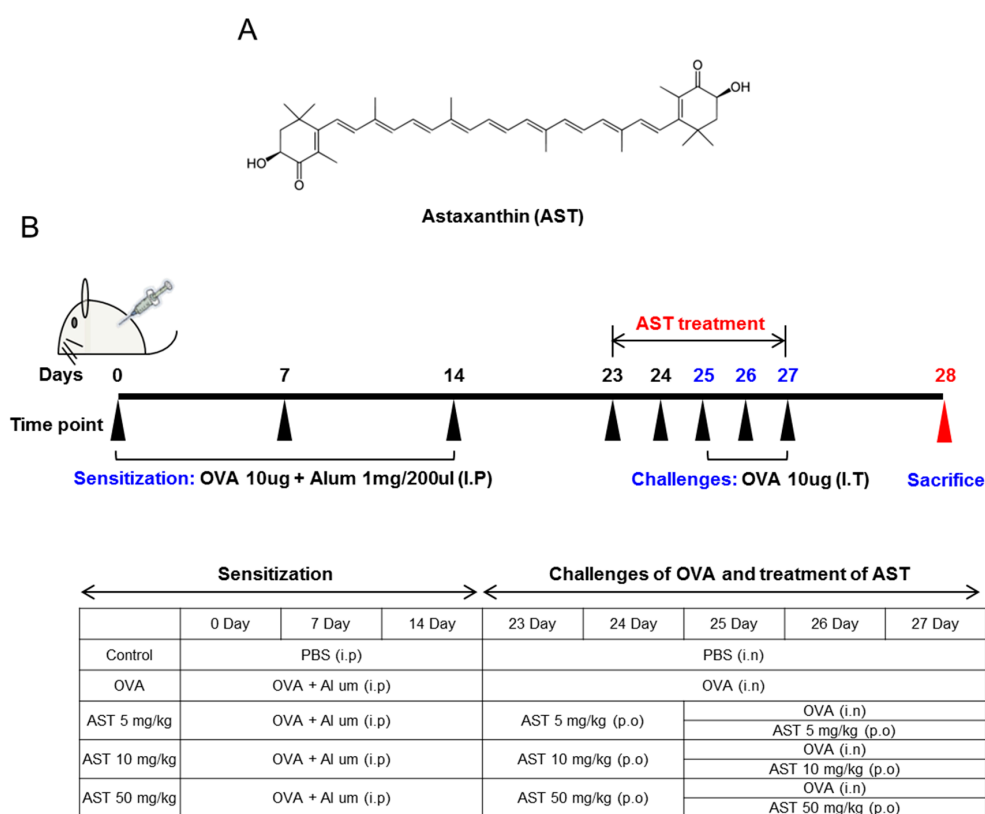 A
O
OH
HO
O
Astaxanthin (AST)
B
AST treatment
Days 0 7 14 23 24 25 26 27 28
Time point
Sensitization: OVA 10ug + Alum 1mg/200ul (I.P)
Challenges: OVA 10ug (I.T)
Sacrifice
Sensitization
Challenges of OVA and treatment of AST
0 Day 7 Day 14 Day 23 Day 24 Day 25 Day 26 Day 27 Day
Control PBS (i.p) PBS (i.n)
OVA OVA + Al um (i.p) OVA (i.n)
AST 5 mg/kg OVA + Al um (i.p) AST 5 mg/kg (p.o) OVA (i.n)
AST 5 mg/kg (p.o)
AST 10 mg/kg OVA + Al um (i.p) AST 10 mg/kg (p.o) OVA (i.n)
AST 10 mg/kg (p.o)
AST 50 mg/kg OVA + Al um (i.p) AST 50 mg/kg (p.o) OVA (i.n)
AST 50 mg/kg (p.o)